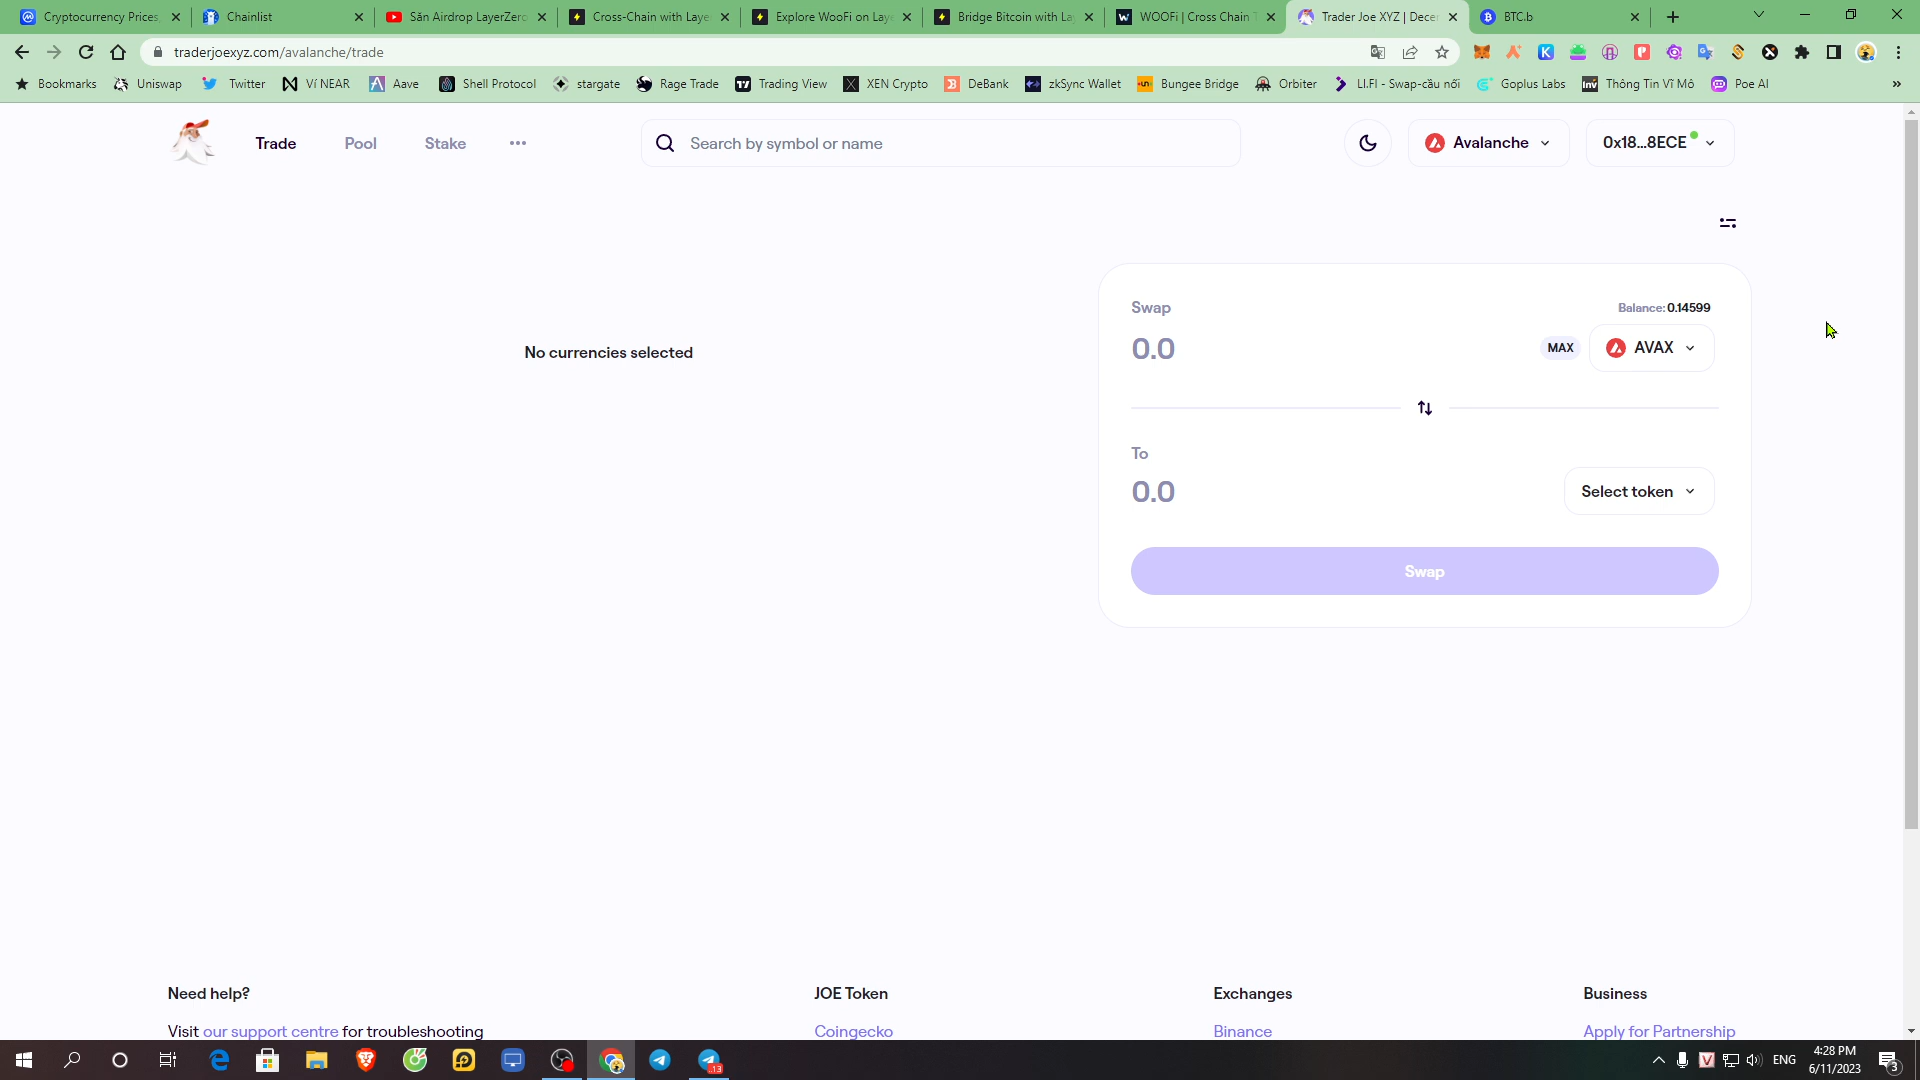 Cryptocurrency Prices
Chainlist
Săn Airdrop LayerZero
Cross-Chain with Laye
Explore WooFi on Laye
Bridge Bitcoin with La
WOOFi | Cross Chain
Trader Joe XYZ | Decen
BTC.b
traderjoexyz.com/avalanche/trade
Bookmarks
Uniswap
Twitter
Ví NEAR
Aave
Shell Protocol
stargate
Rage Trade
Trading View
XEN Crypto
DeBank
zkSync Wallet
Bungee Bridge
Orbiter
LI.FI - Swap-cầu nối
Goplus Labs
Thông Tin Vĩ Mô
Poe AI
Trade
Pool
Stake
Search by symbol or name
Avalanche
0x18...8ECE
Swap
Balance: 0.14599
0.0
MAX
AVAX
No currencies selected
To
0.0
Select token
Swap
Need help?
JOE Token
Exchanges
Business
Visit our support centre for troubleshooting
Coingecko
Binance
Apply for Partnership
13
ENG
4:28 PM
6/11/2023
3